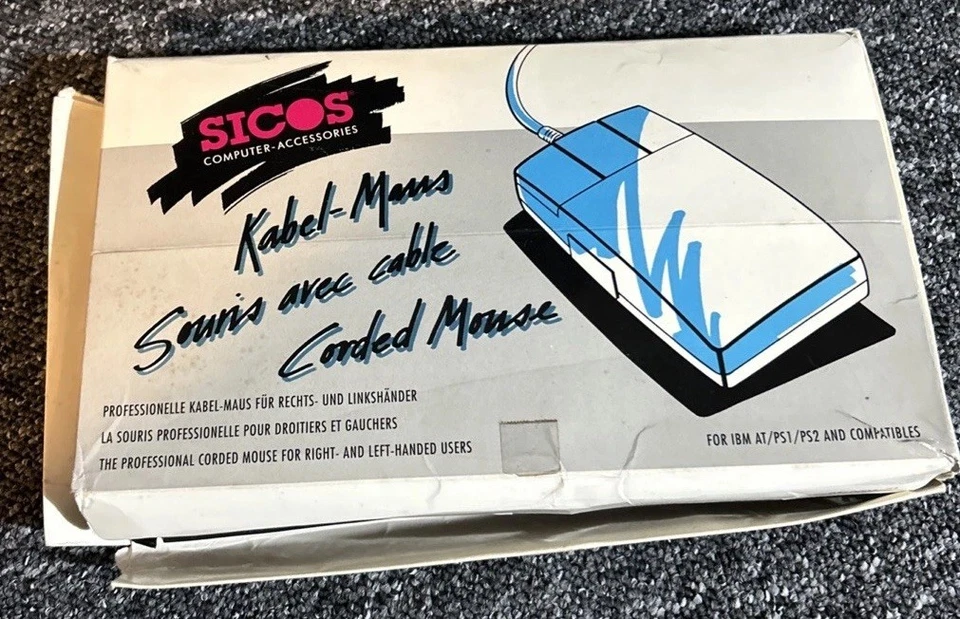 SICOS
COMPUTER-ACCESSORIES
Kabel-Maus
Souris avec cable
Corded Mouse
PROFESSIONELLE KABEL-MAUS FÜR RECHTS- UND LINKSHÄNDER
LA SOURIS PROFESSIONELLE POUR DROITIERS ET GAUCHERS
THE PROFESSIONAL CORDED MOUSE FOR RIGHT- AND LEFT-HANDED USERS
FOR IBM AT/PS1/PS2 AND COMPATIBLES